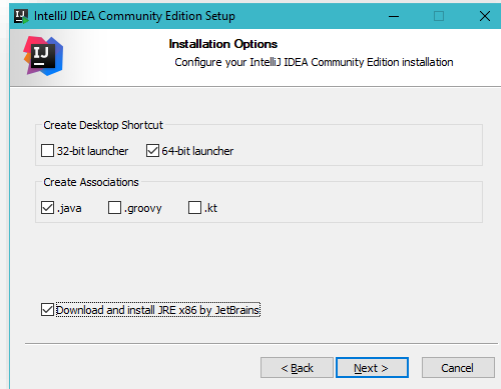 IJ IntelliJ IDEA Community Edition Setup
IJ
Installation Options
Configure your IntelliJ IDEA Community Edition installation
Create Desktop Shortcut
32-bit launcher 64-bit launcher
Create Associations
.java .groovy .kt
Download and install JRE x86 by JetBrains
< Back Next > Cancel